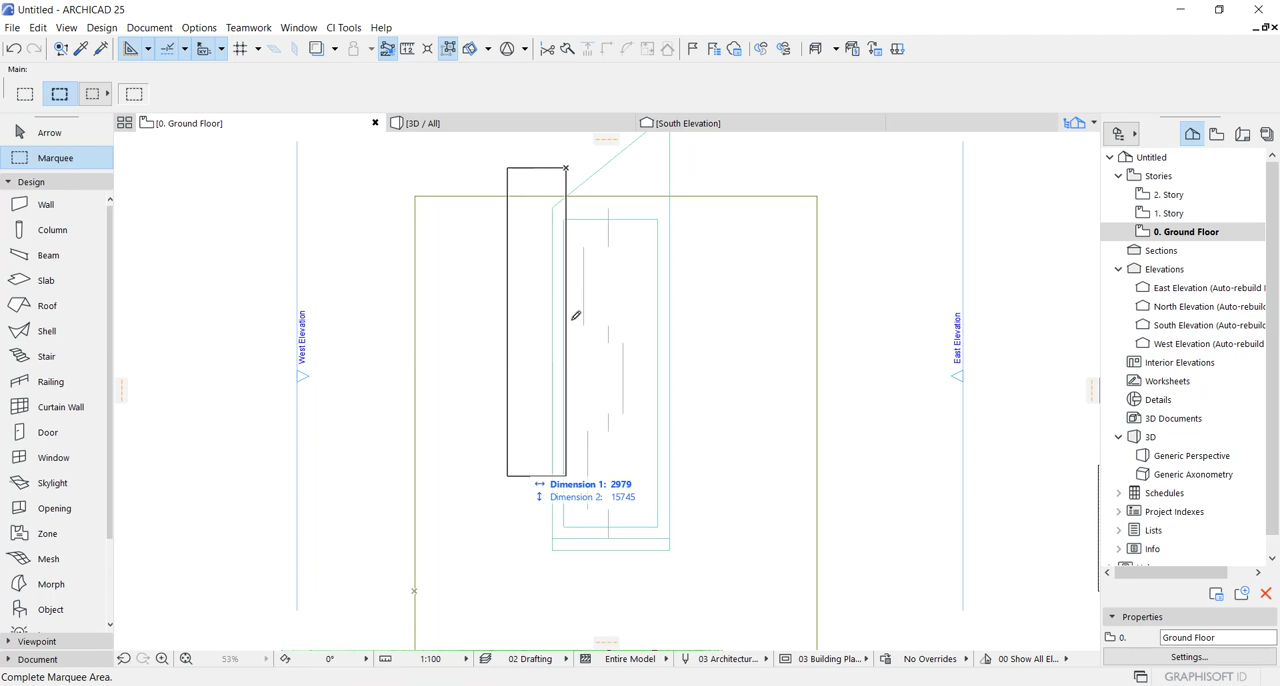 Untitled - ARCHICAD 25
File Edit View Design Document Options Teamwork Window CI Tools Help
Main:
[0. Ground Floor]
[3D / All]
[South Elevation]
Arrow
Marquee
Design
Wall
Column
Beam
Slab
Roof
Shell
Stair
Railing
Curtain Wall
Door
Window
Skylight
Opening
Zone
Mesh
Morph
Object
Viewpoint
Document
West Elevation
East Elevation
Dimension 1: 2979
Dimension 2: 15745
Untitled
Stories
2. Story
1. Story
0. Ground Floor
Sections
Elevations
East Elevation (Auto-rebuild
North Elevation (Auto-rebuild
South Elevation (Auto-rebuild
West Elevation (Auto-rebuild
Interior Elevations
Worksheets
Details
3D Documents
3D
Generic Perspective
Generic Axonometry
Schedules
Project Indexes
Lists
Info
Properties
0. Ground Floor
Settings...
53% 0° 1:100 02 Drafting Entire Model 03 Architectur... 03 Building Pla... No Overrides 00 Show All El...
Complete Marquee Area.
GRAPHISOFT ID